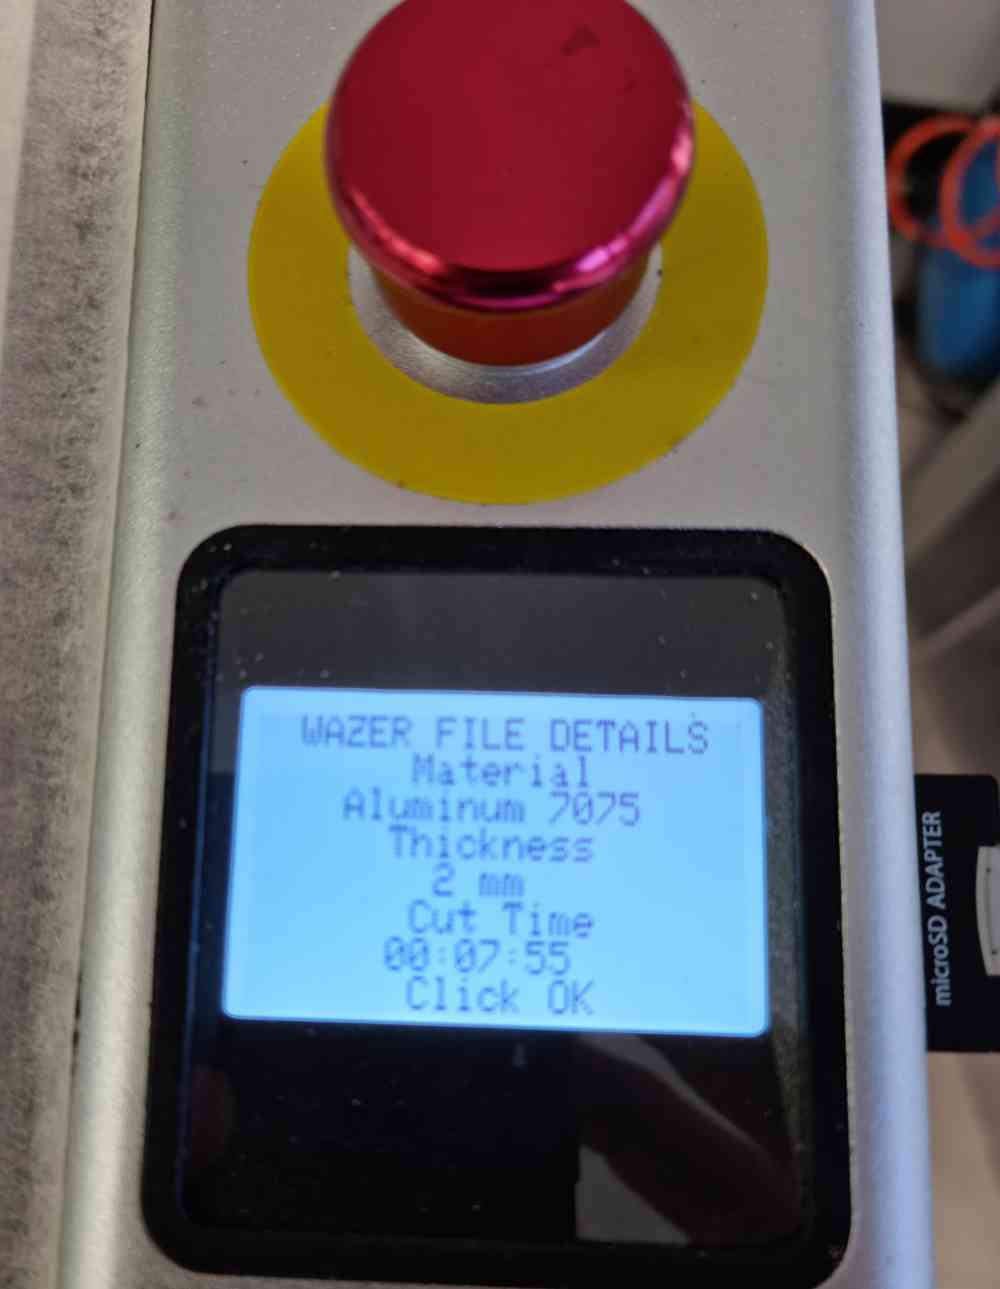 WAZER FILE DETAILS
Material
Aluminum 7075
Thickness
2 mm
Cut Time
00:07:55
Click OK
microSD ADAPTER